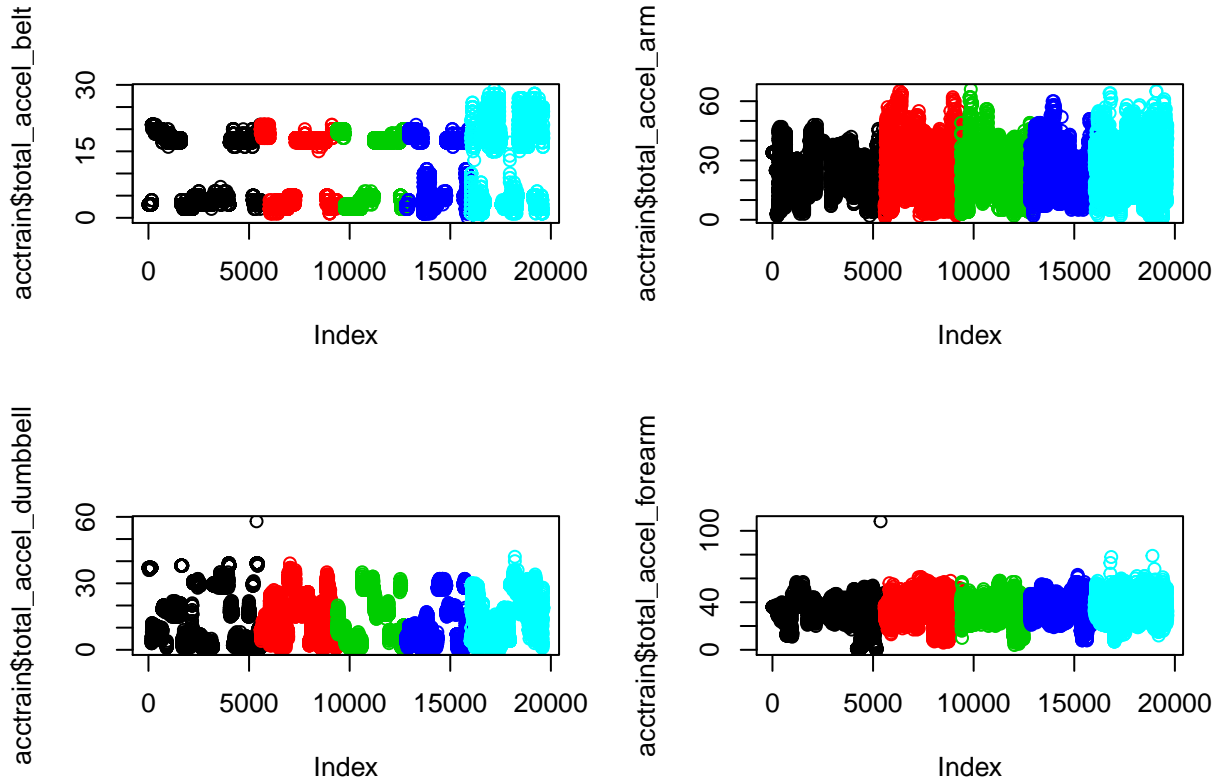 acctrain$total_accel_belt
30
15
0
0 5000 10000 15000 20000
Index
acctrain$total_accel_arm
60
30
0
0 5000 10000 15000 20000
Index
acctrain$total_accel_dumbbell
60
30
0
0 5000 10000 15000 20000
Index
acctrain$total_accel_forearm
100
40
0
0 5000 10000 15000 20000
Index